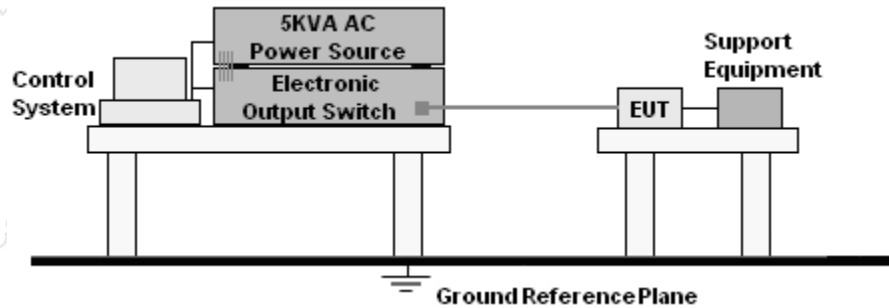 5KVA AC
Power Source
Control
System
Electronic
Output Switch
EUT
Support
Equipment
Ground Reference Plane